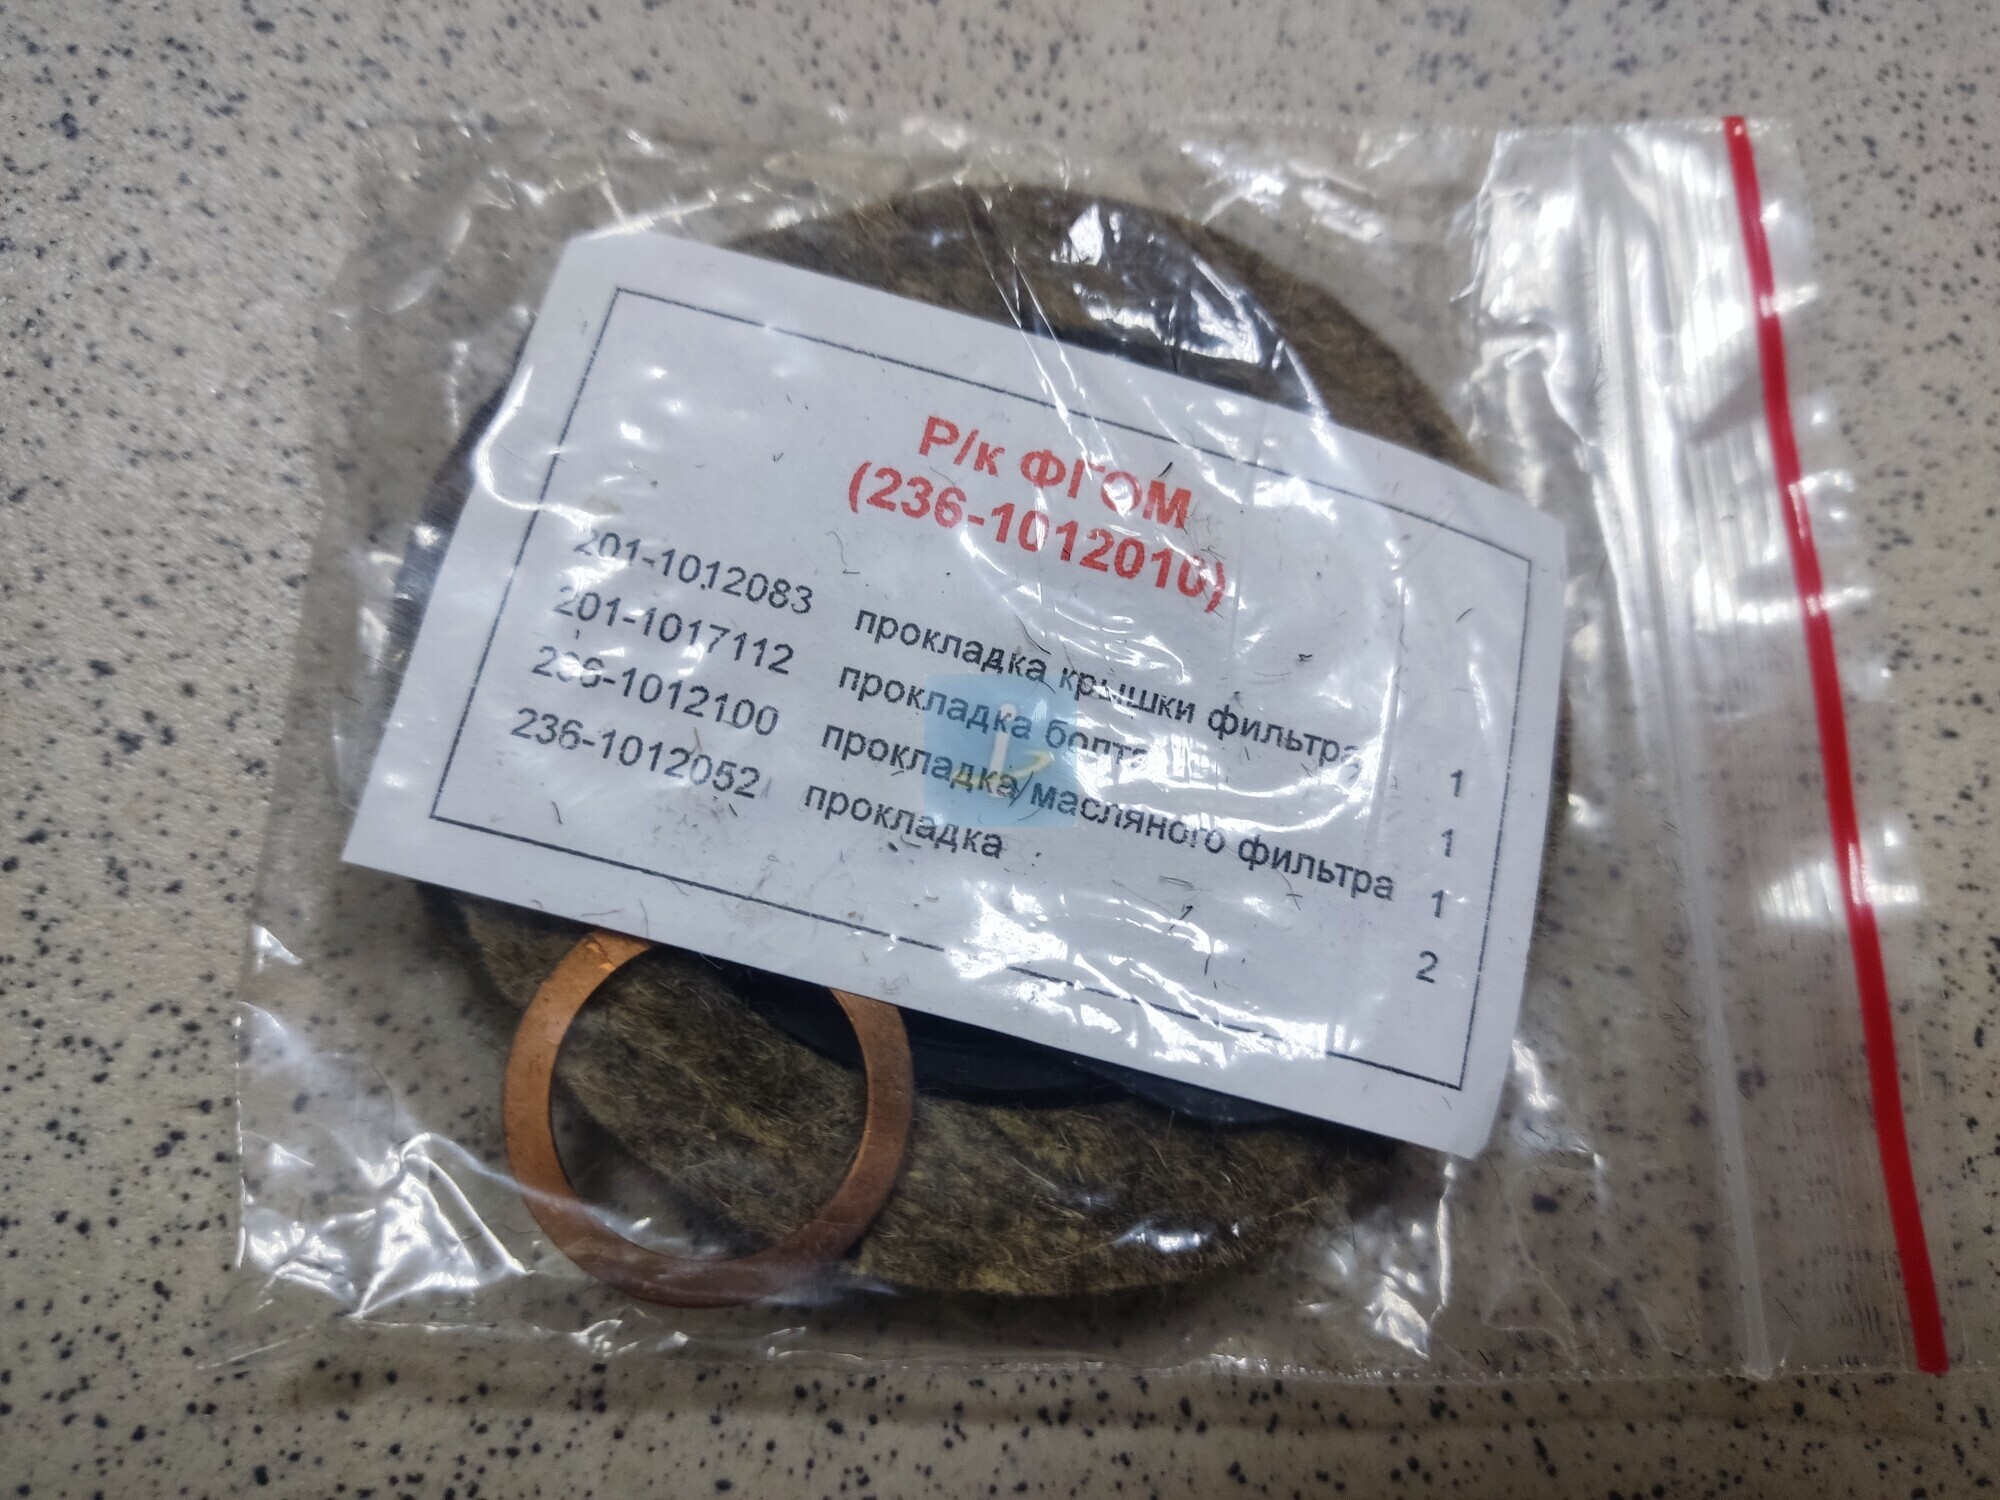 Р/к ФГОМ
(236-1012010)
201-1012083 прокладка крышки фильтра 1
201-1017112 прокладка болта 1
236-1012100 прокладка масляного фильтра 1
236-1012052 прокладка 2